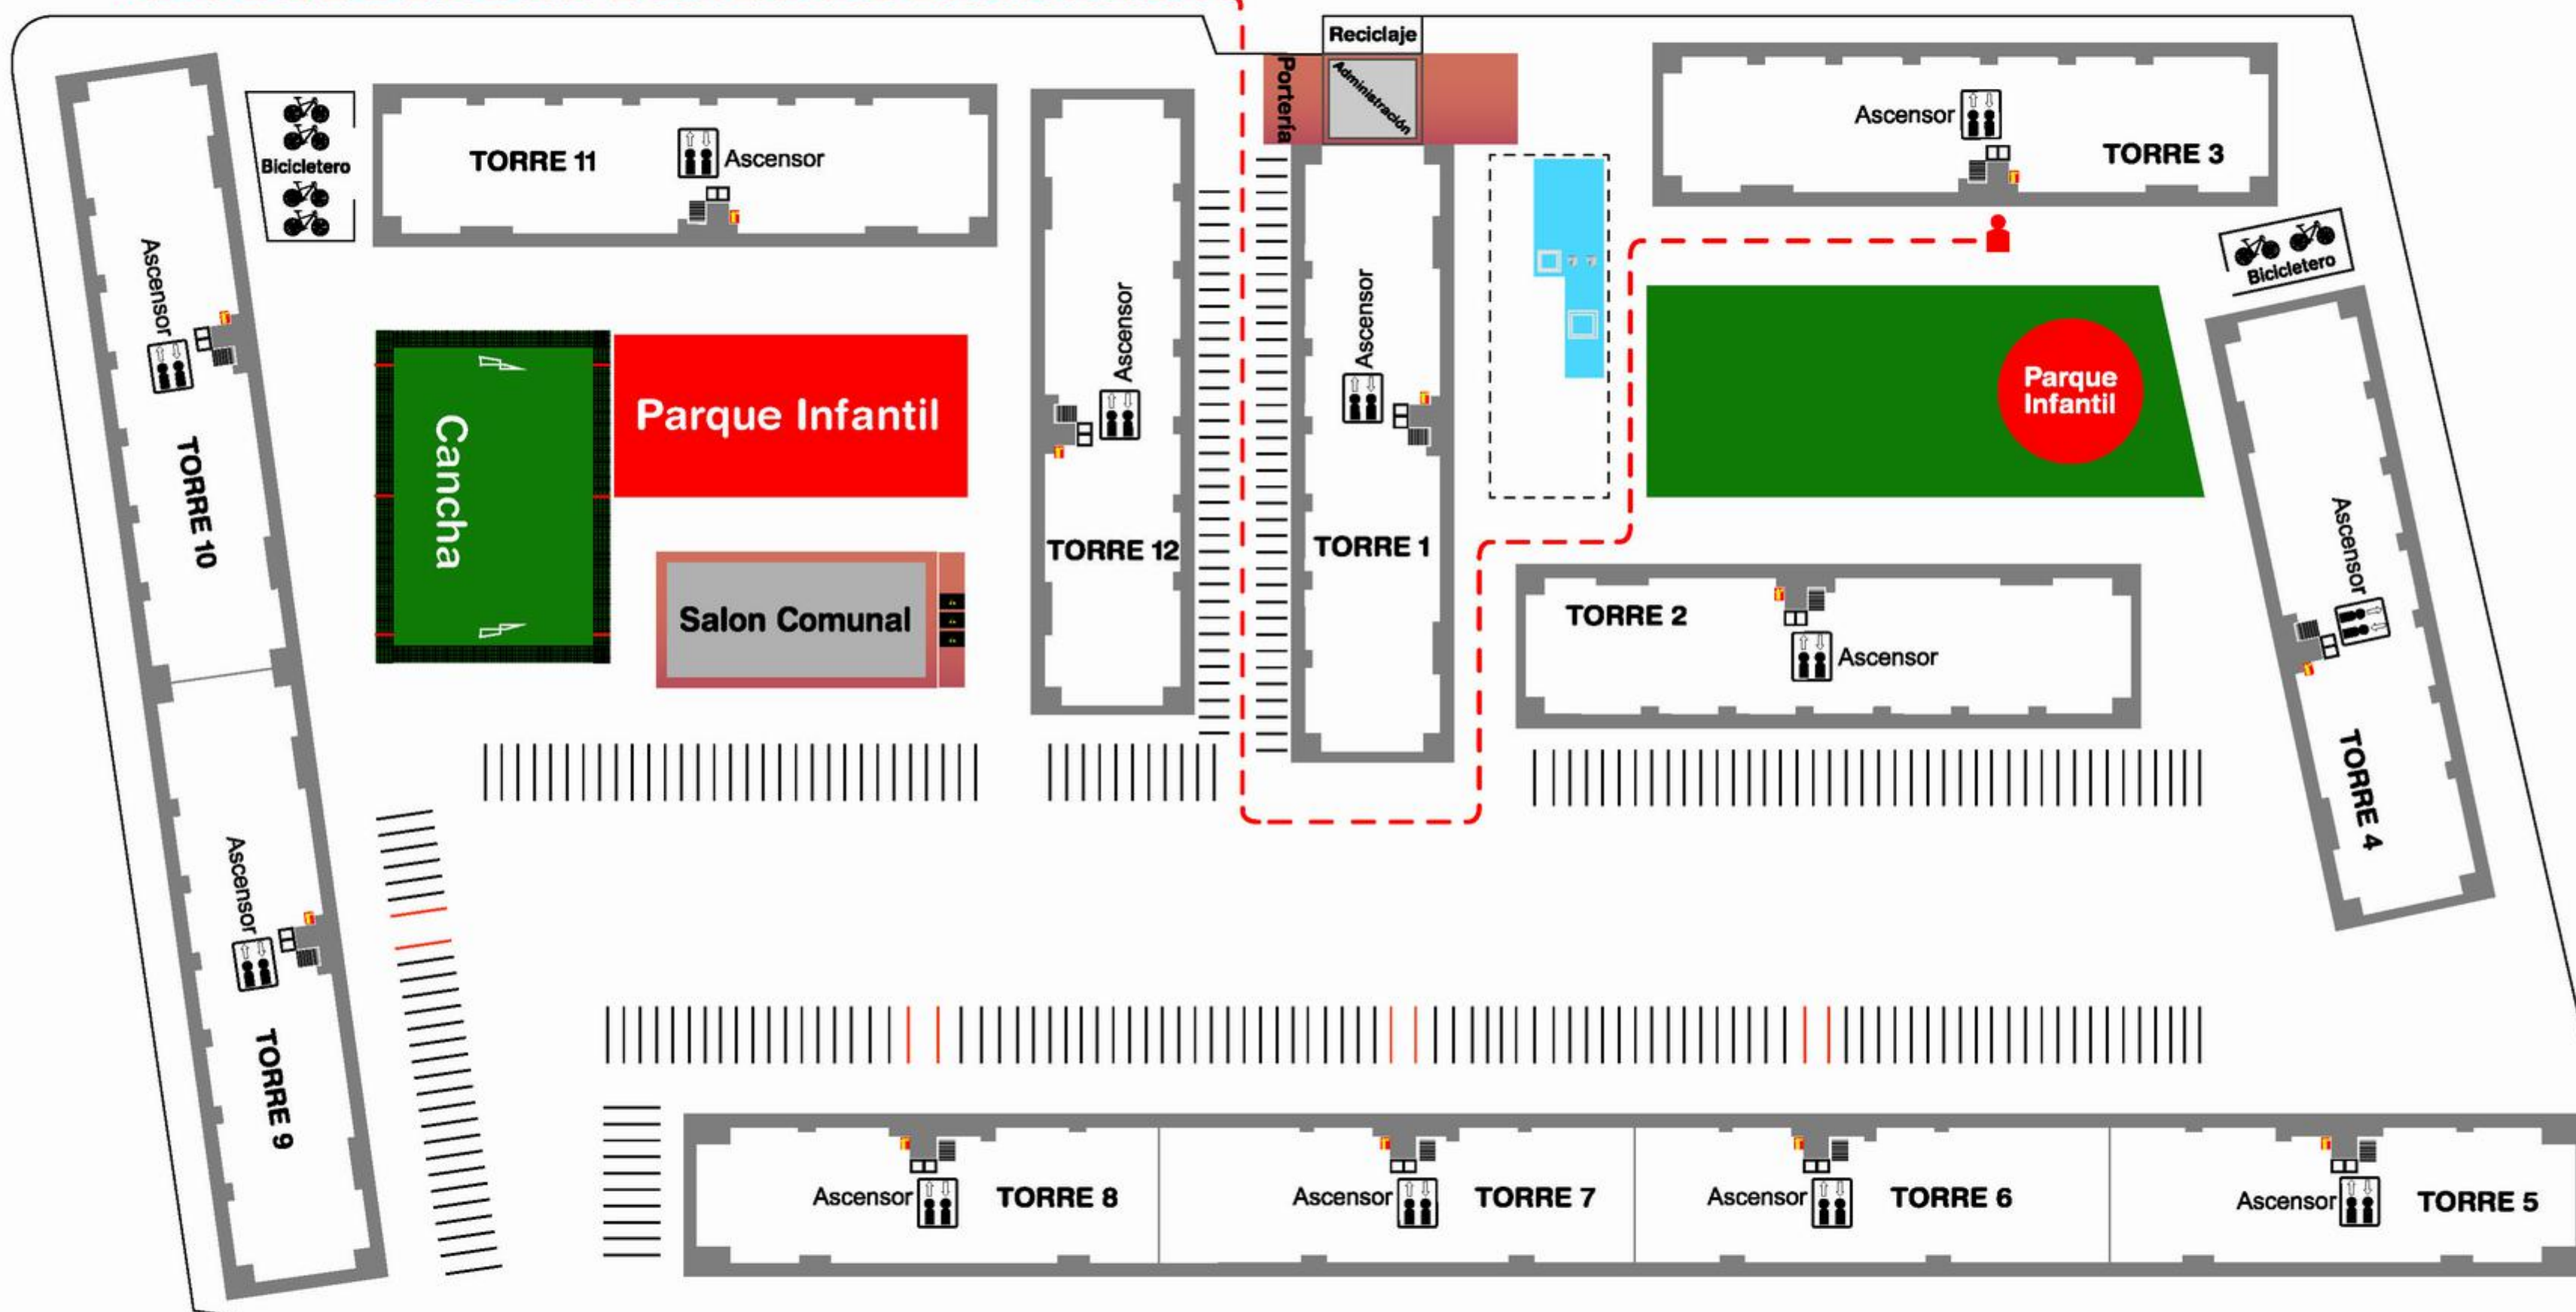 Reciclaje
Portería
Administración
Ascensor
TORRE 3
TORRE 11
Ascensor
Bicicletero
Ascensor
TORRE 10
Cancha
Parque Infantil
Salon Comunal
Ascensor
TORRE 12
Ascensor
TORRE 1
Parque
Infantil
Bicicletero
TORRE 2
Ascensor
Ascensor
TORRE 4
Ascensor
TORRE 9
Ascensor
TORRE 8
Ascensor
TORRE 7
Ascensor
TORRE 6
Ascensor
TORRE 5